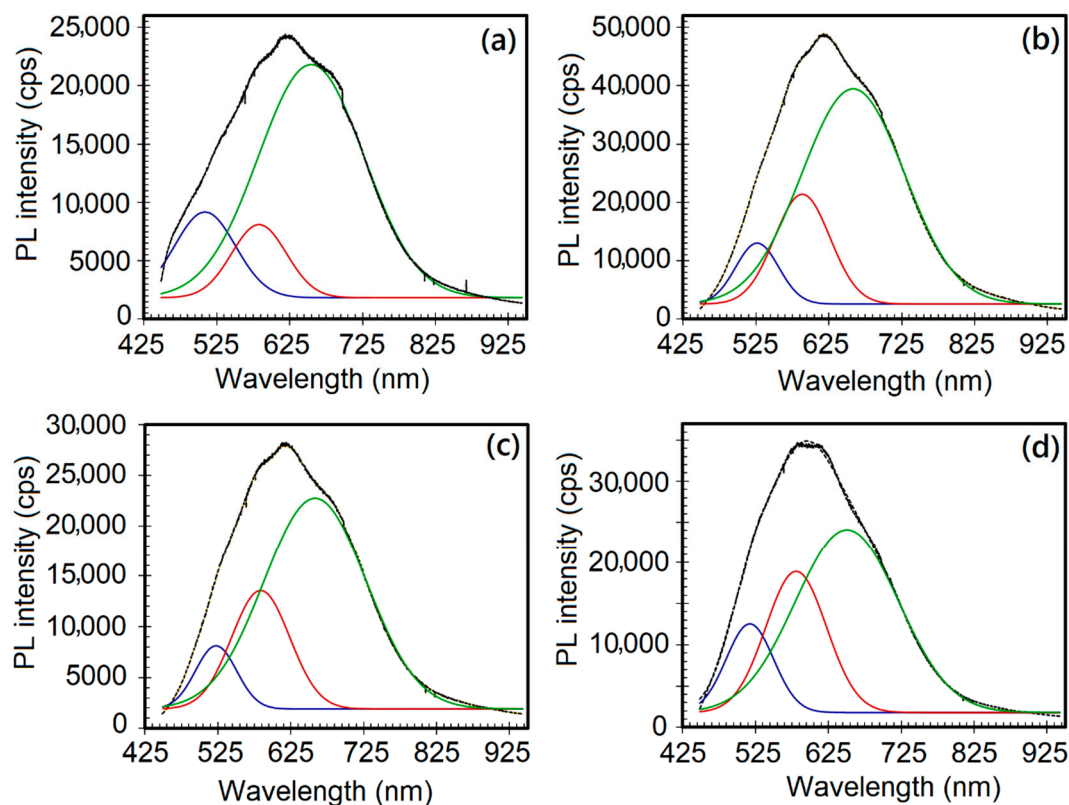 (a)
PL intensity (cps)
25,000
20,000
15,000
10,000
5000
0
425 525 625 725 825 925
Wavelength (nm)
(b)
PL intensity (cps)
50,000
40,000
30,000
20,000
10,000
0
425 525 625 725 825 925
Wavelength (nm)
(c)
PL intensity (cps)
30,000
25,000
20,000
15,000
10,000
5000
0
425 525 625 725 825 925
Wavelength (nm)
(d)
PL intensity (cps)
30,000
20,000
10,000
0
425 525 625 725 825 925
Wavelength (nm)